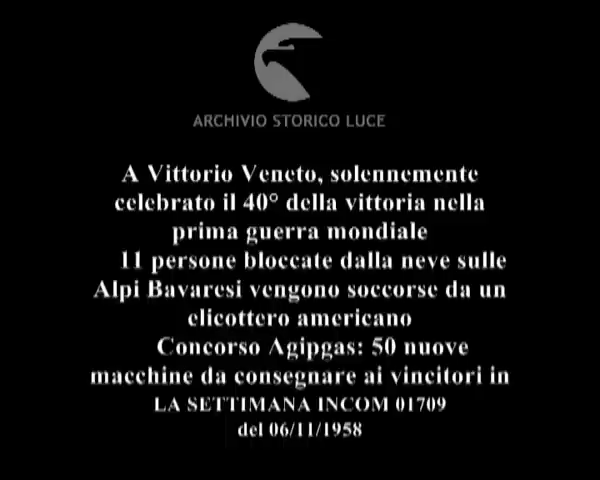 ARCHIVIO STORICO LUCE
A Vittorio Veneto, solennemente
celebrato il 40° della vittoria nella
prima guerra mondiale
11 persone bloccate dalla neve sulle
Alpi Bavaresi vengono soccorse da un
elicottero americano
Concorso Agipgas: 50 nuove
macchine da consegnare ai vincitori in
LA SETTIMANA INCOM 01709
del 06/11/1958